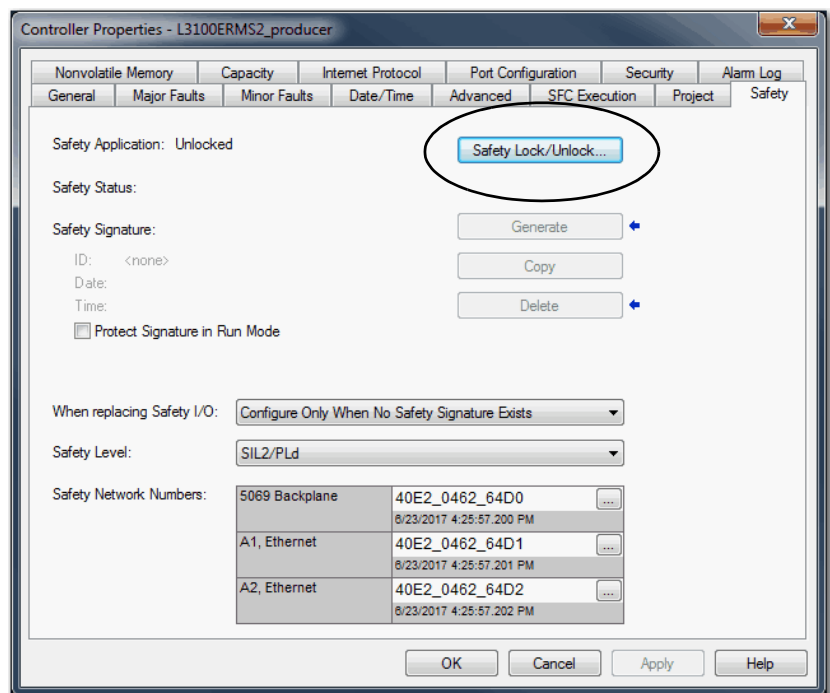 Controller Properties - L3100ERMS2_producer
Nonvolatile Memory Capacity Internet Protocol Port Configuration Security Alarm Log
General Major Faults Minor Faults Date/Time Advanced SFC Execution Project Safety
Safety Application: Unlocked Safety Lock/Unlock...
Safety Status:
Safety Signature: Generate
ID: <none> Copy
Date:
Time: Delete
Protect Signature in Run Mode
When replacing Safety I/O: Configure Only When No Safety Signature Exists
Safety Level: SIL2/PLd
Safety Network Numbers: 5069 Backplane 40E2_0462_64D0 ...
6/23/2017 4:25:57.200 PM
A1, Ethernet 40E2_0462_64D1 ...
6/23/2017 4:25:57.201 PM
A2, Ethernet 40E2_0462_64D2 ...
6/23/2017 4:25:57.202 PM
OK Cancel Apply Help